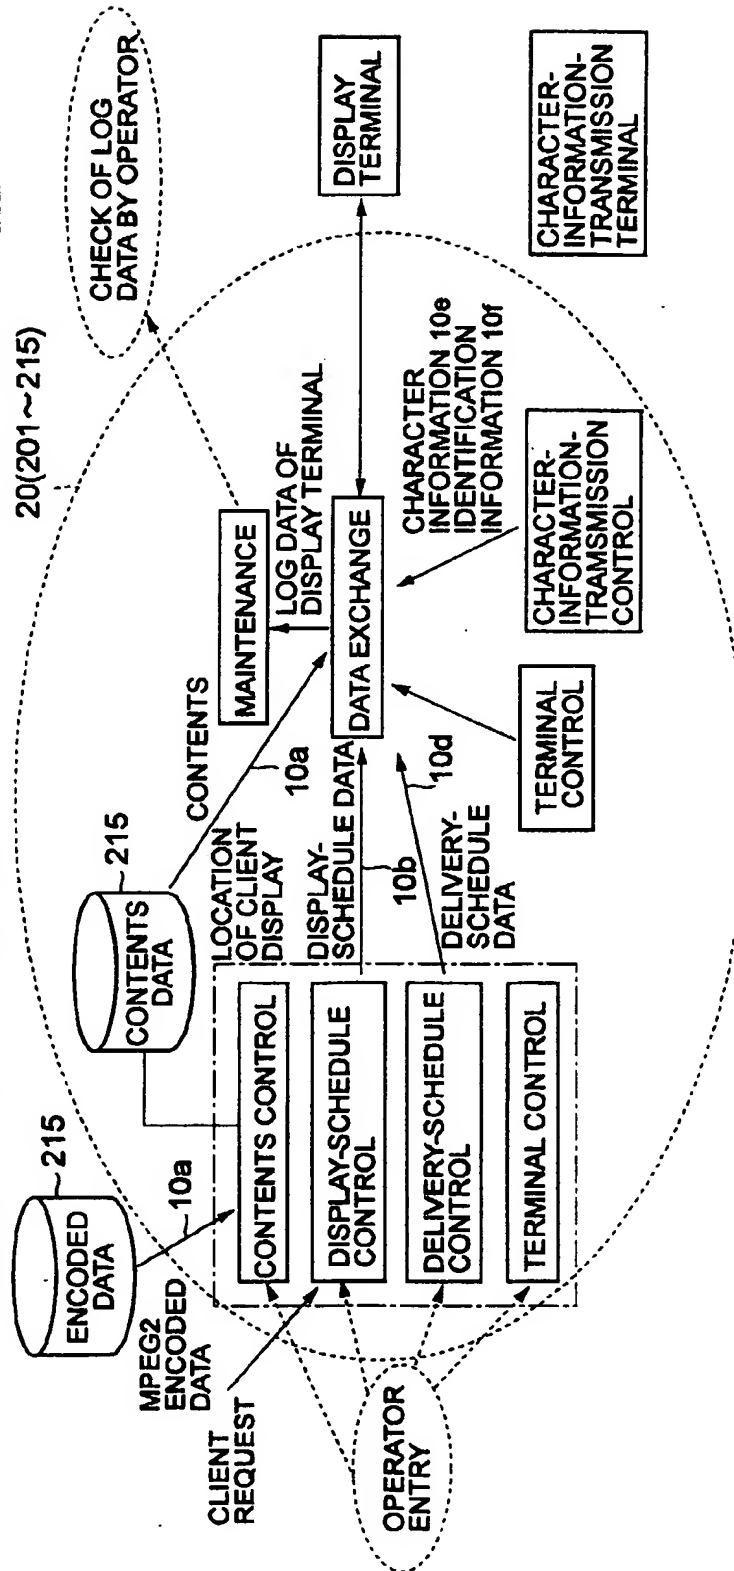 20(201~215)
CHECK OF LOG
DATA BY OPERATOR
ENCODED
DATA
215
10a
MPEG2
ENCODED
DATA
CLIENT
REQUEST
OPERATOR
ENTRY
CONTENTS
DATA
215
CONTENTS CONTROL
DISPLAY-SCHEDULE
CONTROL
DELIVERY-SCHEDULE
CONTROL
TERMINAL CONTROL
LOCATION
OF CLIENT
DISPLAY
DISPLAY-
SCHEDULE DATA
10b
DELIVERY-
SCHEDULE
DATA
10d
CONTENTS
10a
MAINTENANCE
LOG DATA OF
DISPLAY TERMINAL
DATA EXCHANGE
TERMINAL
CONTROL
CHARACTER
INFORMATION 10e
IDENTIFICATION
INFORMATION 10f
CHARACTER-
INFORMATION-
TRAMSMISSION
CONTROL
DISPLAY
TERMINAL
CHARACTER-
INFORMATION-
TRANSMISSION
TERMINAL